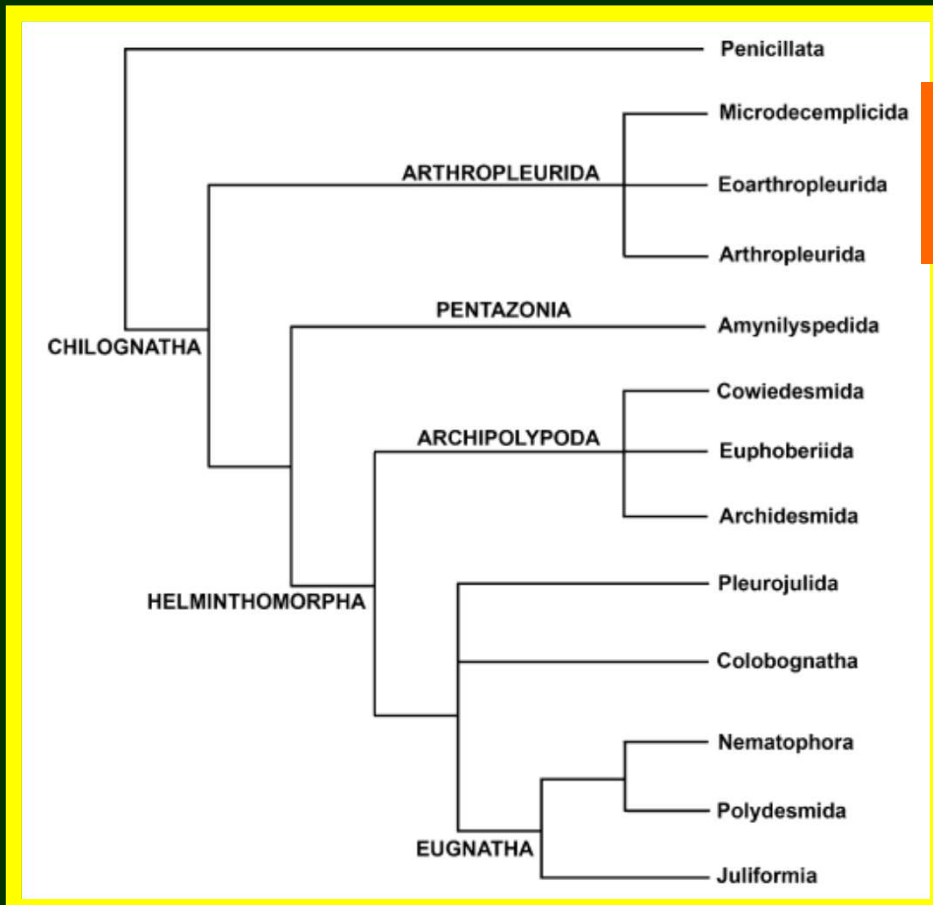 Penicillata
Microdecemplicida
ARTHROPLEURIDA
Eoarthropleurida
Arthropleurida
PENTAZONIA
Amynilyspedida
CHILOGNATHA
Cowiedesmida
ARCHIPOLYPODA
Euphoberiida
Archidesmida
Pleurojulida
HELMINTHOMORPHA
Colobognatha
Nematophora
Polydesmida
EUGNATHA
Juliformia